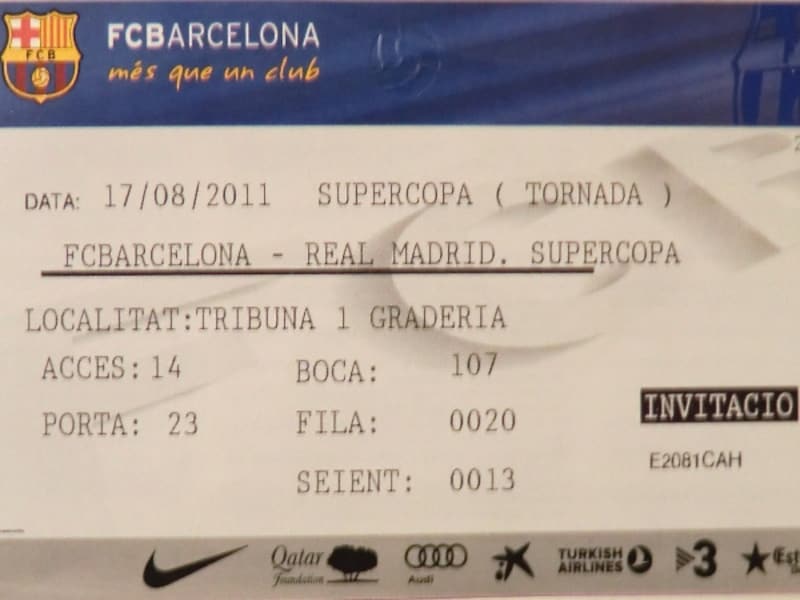 FCB
FCBARCELONA
més que un club
DATA: 17/08/2011 SUPERCOPA ( TORNADA )
FCBARCELONA - REAL MADRID. SUPERCOPA
LOCALITAT:TRIBUNA 1 GRADERIA
ACCES: 14 BOCA: 107
PORTA: 23 FILA: 0020
INVITACIO
E2081CAH
SEIENT: 0013
Qatar Foundation Audi TURKISH AIRLINES 3